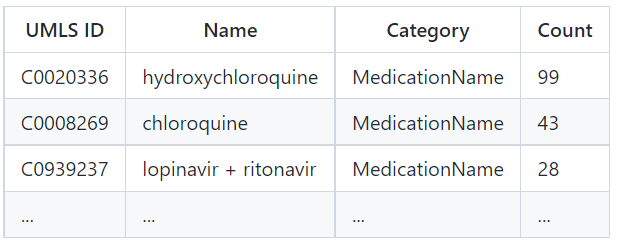 UMLS ID Name Category Count
C0020336 hydroxychloroquine MedicationName 99
C0008269 chloroquine MedicationName 43
C0939237 lopinavir + ritonavir MedicationName 28
... ... ... ...